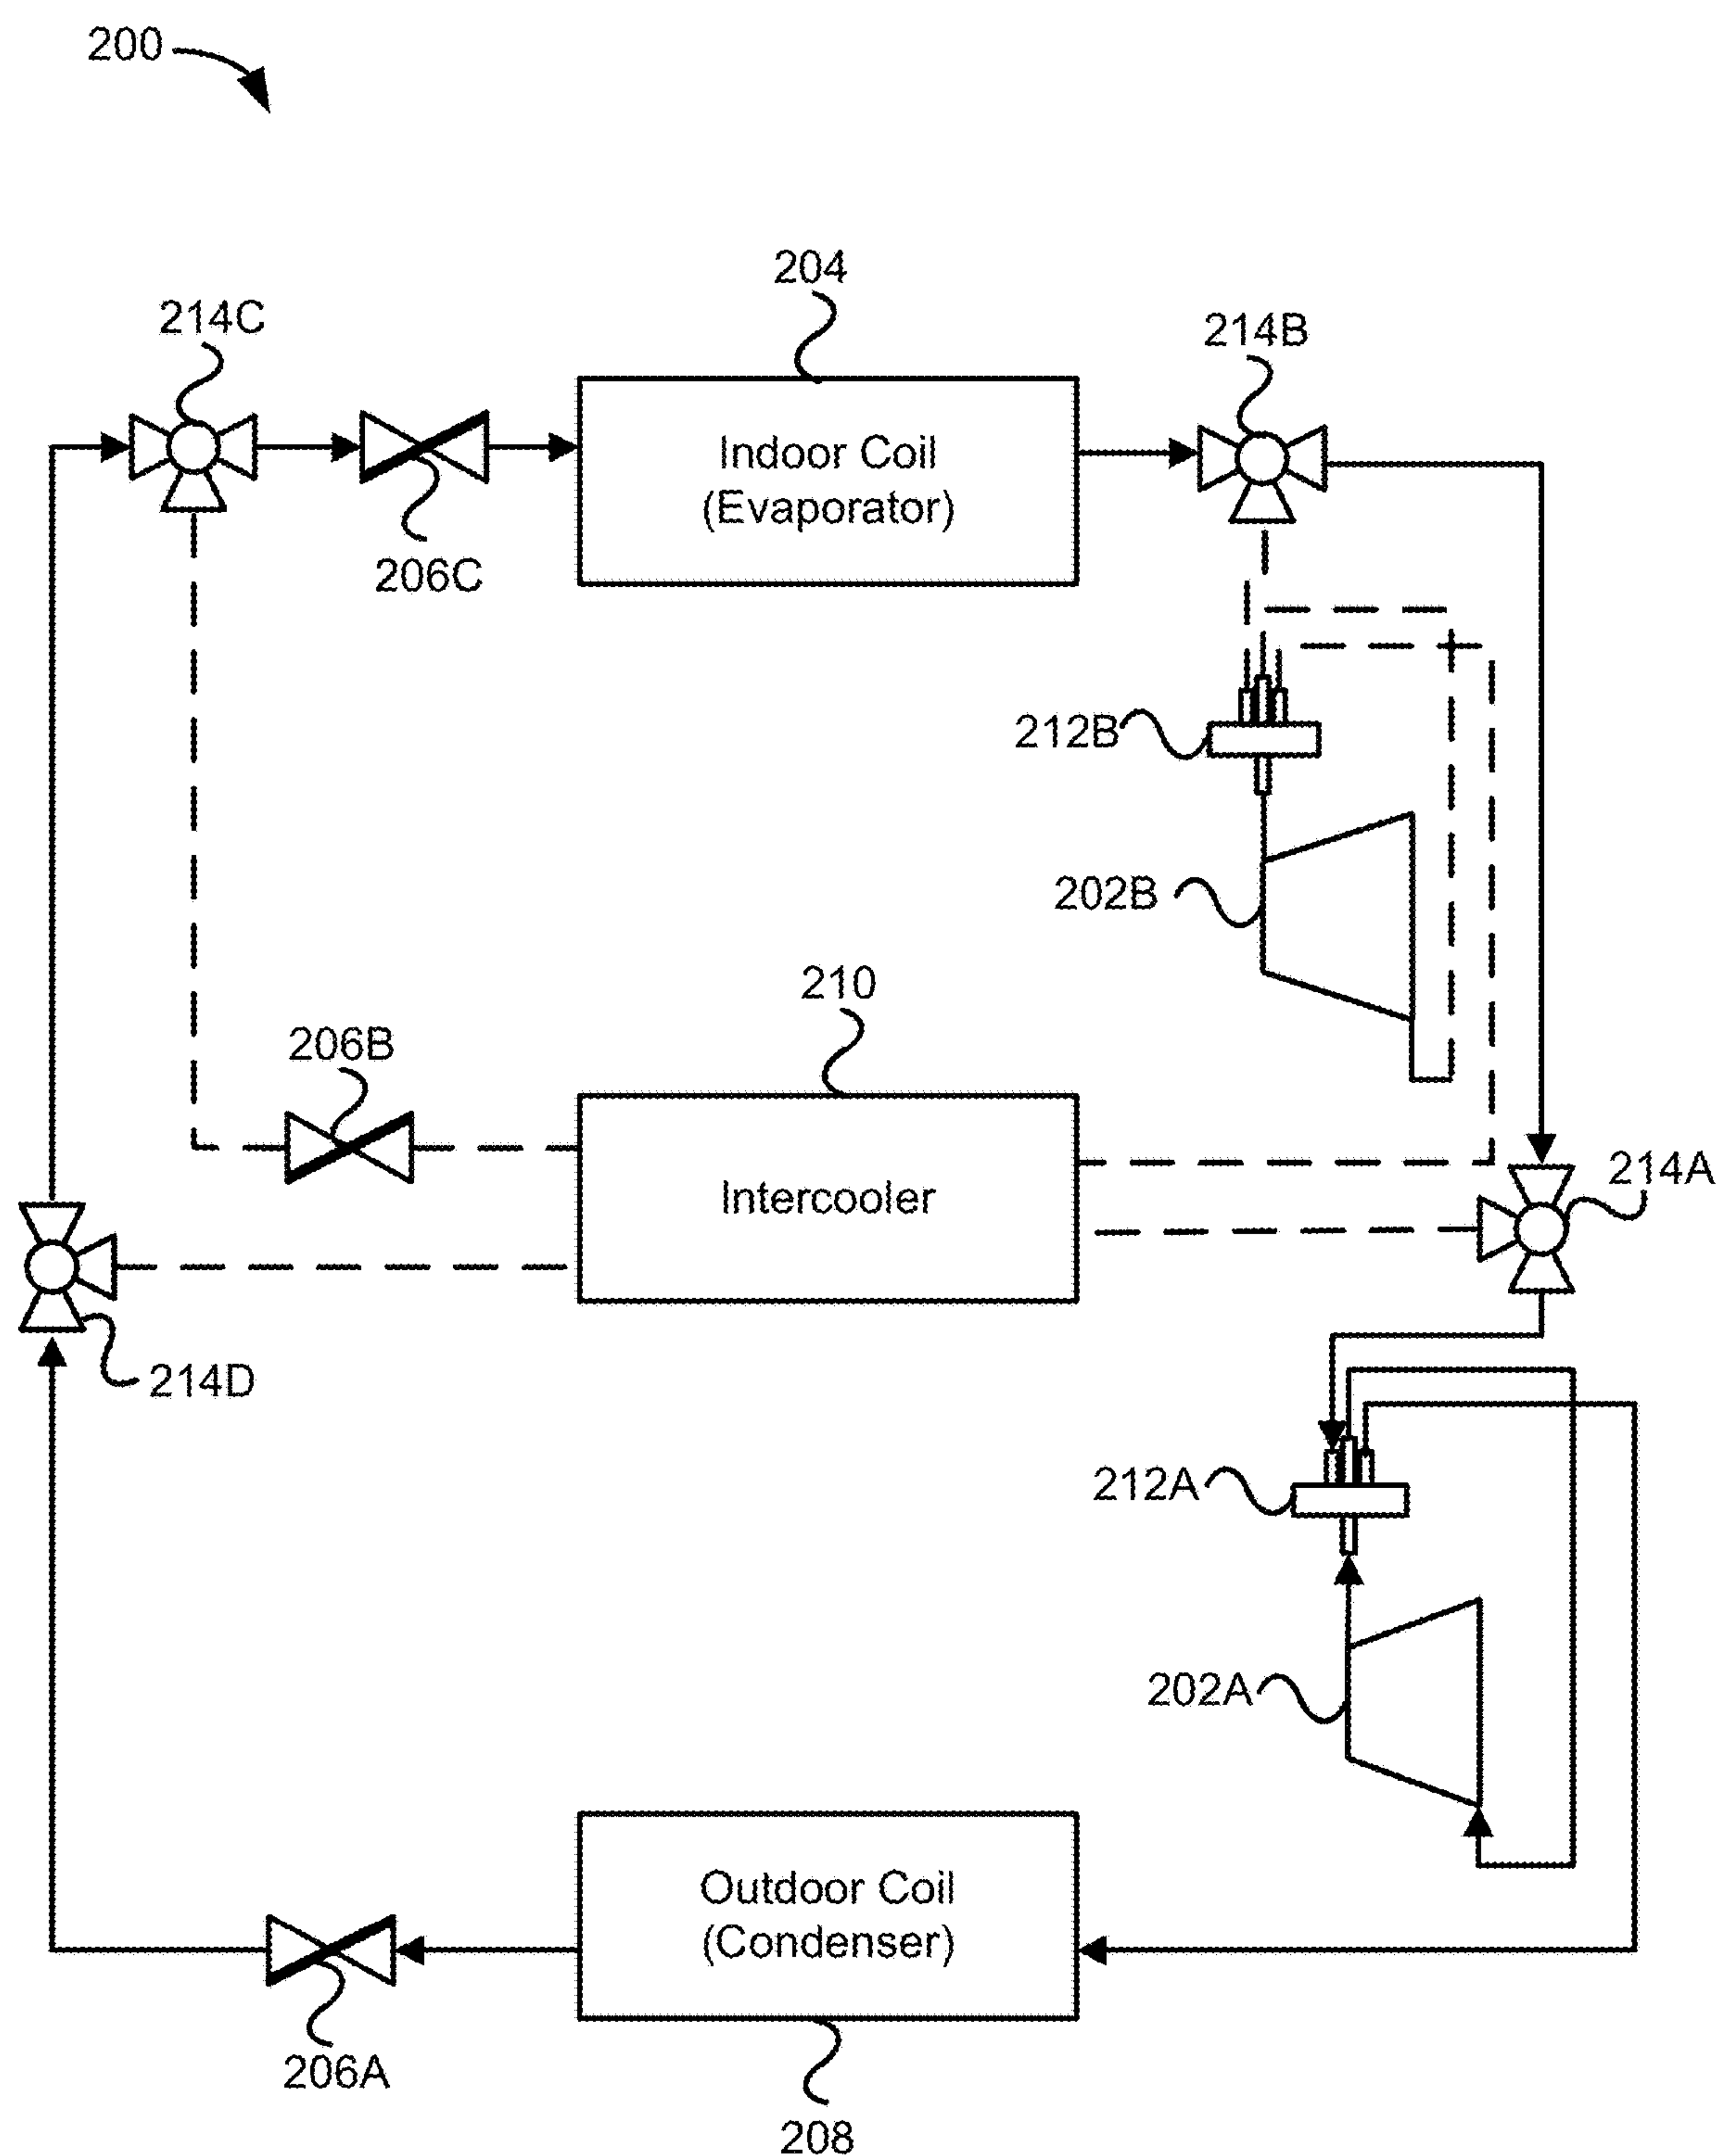 200
204
214C
214B
Indoor Coil
(Evaporator)
206C
212B
202B
210
206B
214A
Intercooler
214D
212A
202A
Outdoor Coil
(Condenser)
206A
208